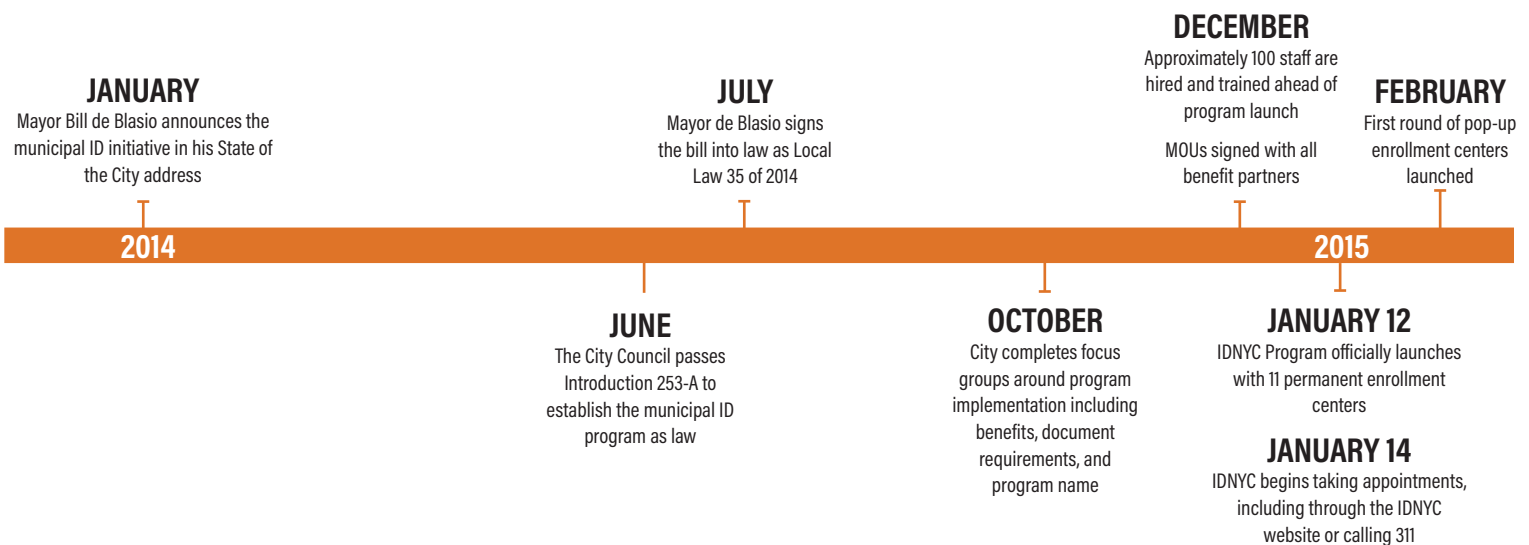 JANUARY
Mayor Bill de Blasio announces the
municipal ID initiative in his State of
the City address
JULY
Mayor de Blasio signs
the bill into law as Local
Law 35 of 2014
DECEMBER
Approximately 100 staff are
hired and trained ahead of
program launch
MOUs signed with all
benefit partners
FEBRUARY
First round of pop-up
enrollment centers
launched
2014
2015
JUNE
The City Council passes
Introduction 253-A to
establish the municipal ID
program as law
OCTOBER
City completes focus
groups around program
implementation including
benefits, document
requirements, and
program name
JANUARY 12
IDNYC Program officially launches
with 11 permanent enrollment
centers
JANUARY 14
IDNYC begins taking appointments,
including through the IDNYC
website or calling 311